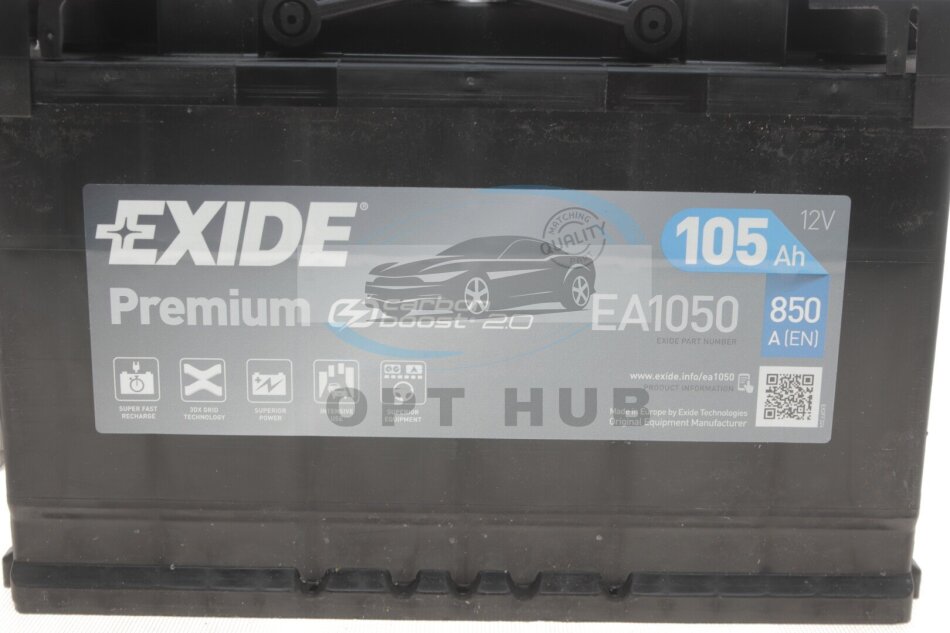 EXIDE®
105 Ah
12V
MATCHING
QUALITY
Premium
carbon
boost 2.0
EA1050
EXIDE PART NUMBER
850
A (EN)
www.exide.info/ea1050
PRODUCT INFORMATION
SUPER FAST
RECHARGE
3DX GRID
TECHNOLOGY
SUPERIOR
POWER
INTENSIVE
USE
SUPERIOR
EQUIPMENT
OPT HUB
Made in Europe by Exide Technologies
Original Equipment Manufacturer